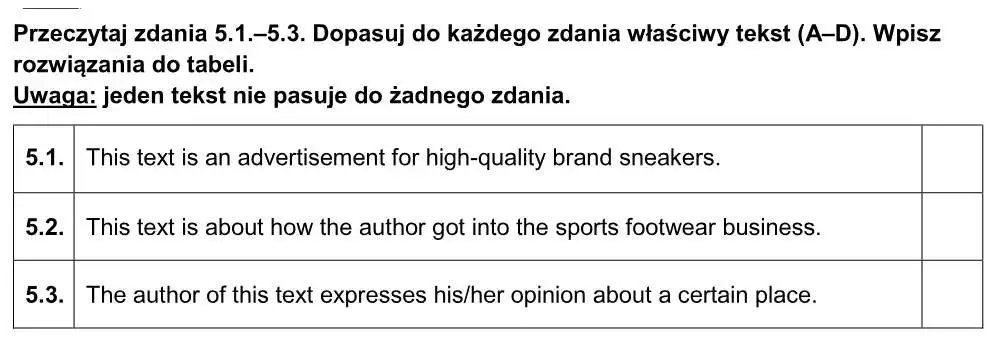 Przeczytaj zdania 5.1.–5.3. Dopasuj do każdego zdania właściwy tekst (A–D). Wpisz
rozwiązania do tabeli.
Uwaga: jeden tekst nie pasuje do żadnego zdania.
5.1. This text is an advertisement for high-quality brand sneakers.
5.2. This text is about how the author got into the sports footwear business.
5.3. The author of this text expresses his/her opinion about a certain place.